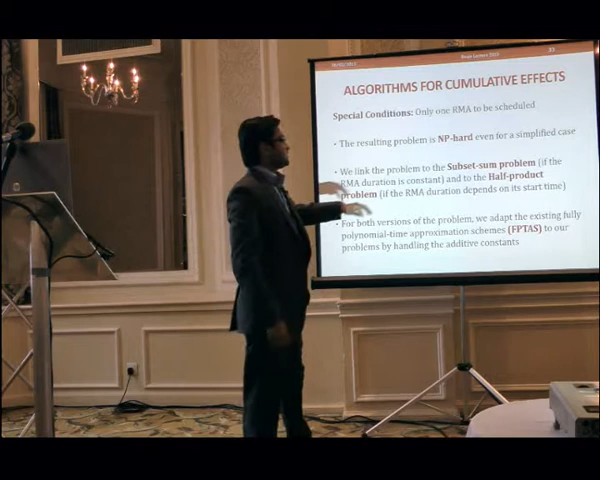 ALGORITHMS FOR CUMULATIVE EFFECTS
Special Conditions: Only one RMA to be scheduled
• The resulting problem is NP-hard even for a simplified case
• We link the problem to the Subset-sum problem (if the
RMA duration is constant) and to the Half-product
problem (if the RMA duration depends on its start time)
• For both versions of the problem, we adapt the existing fully
polynomial-time approximation schemes (FPTAS) to our
problems by handling the additive constants